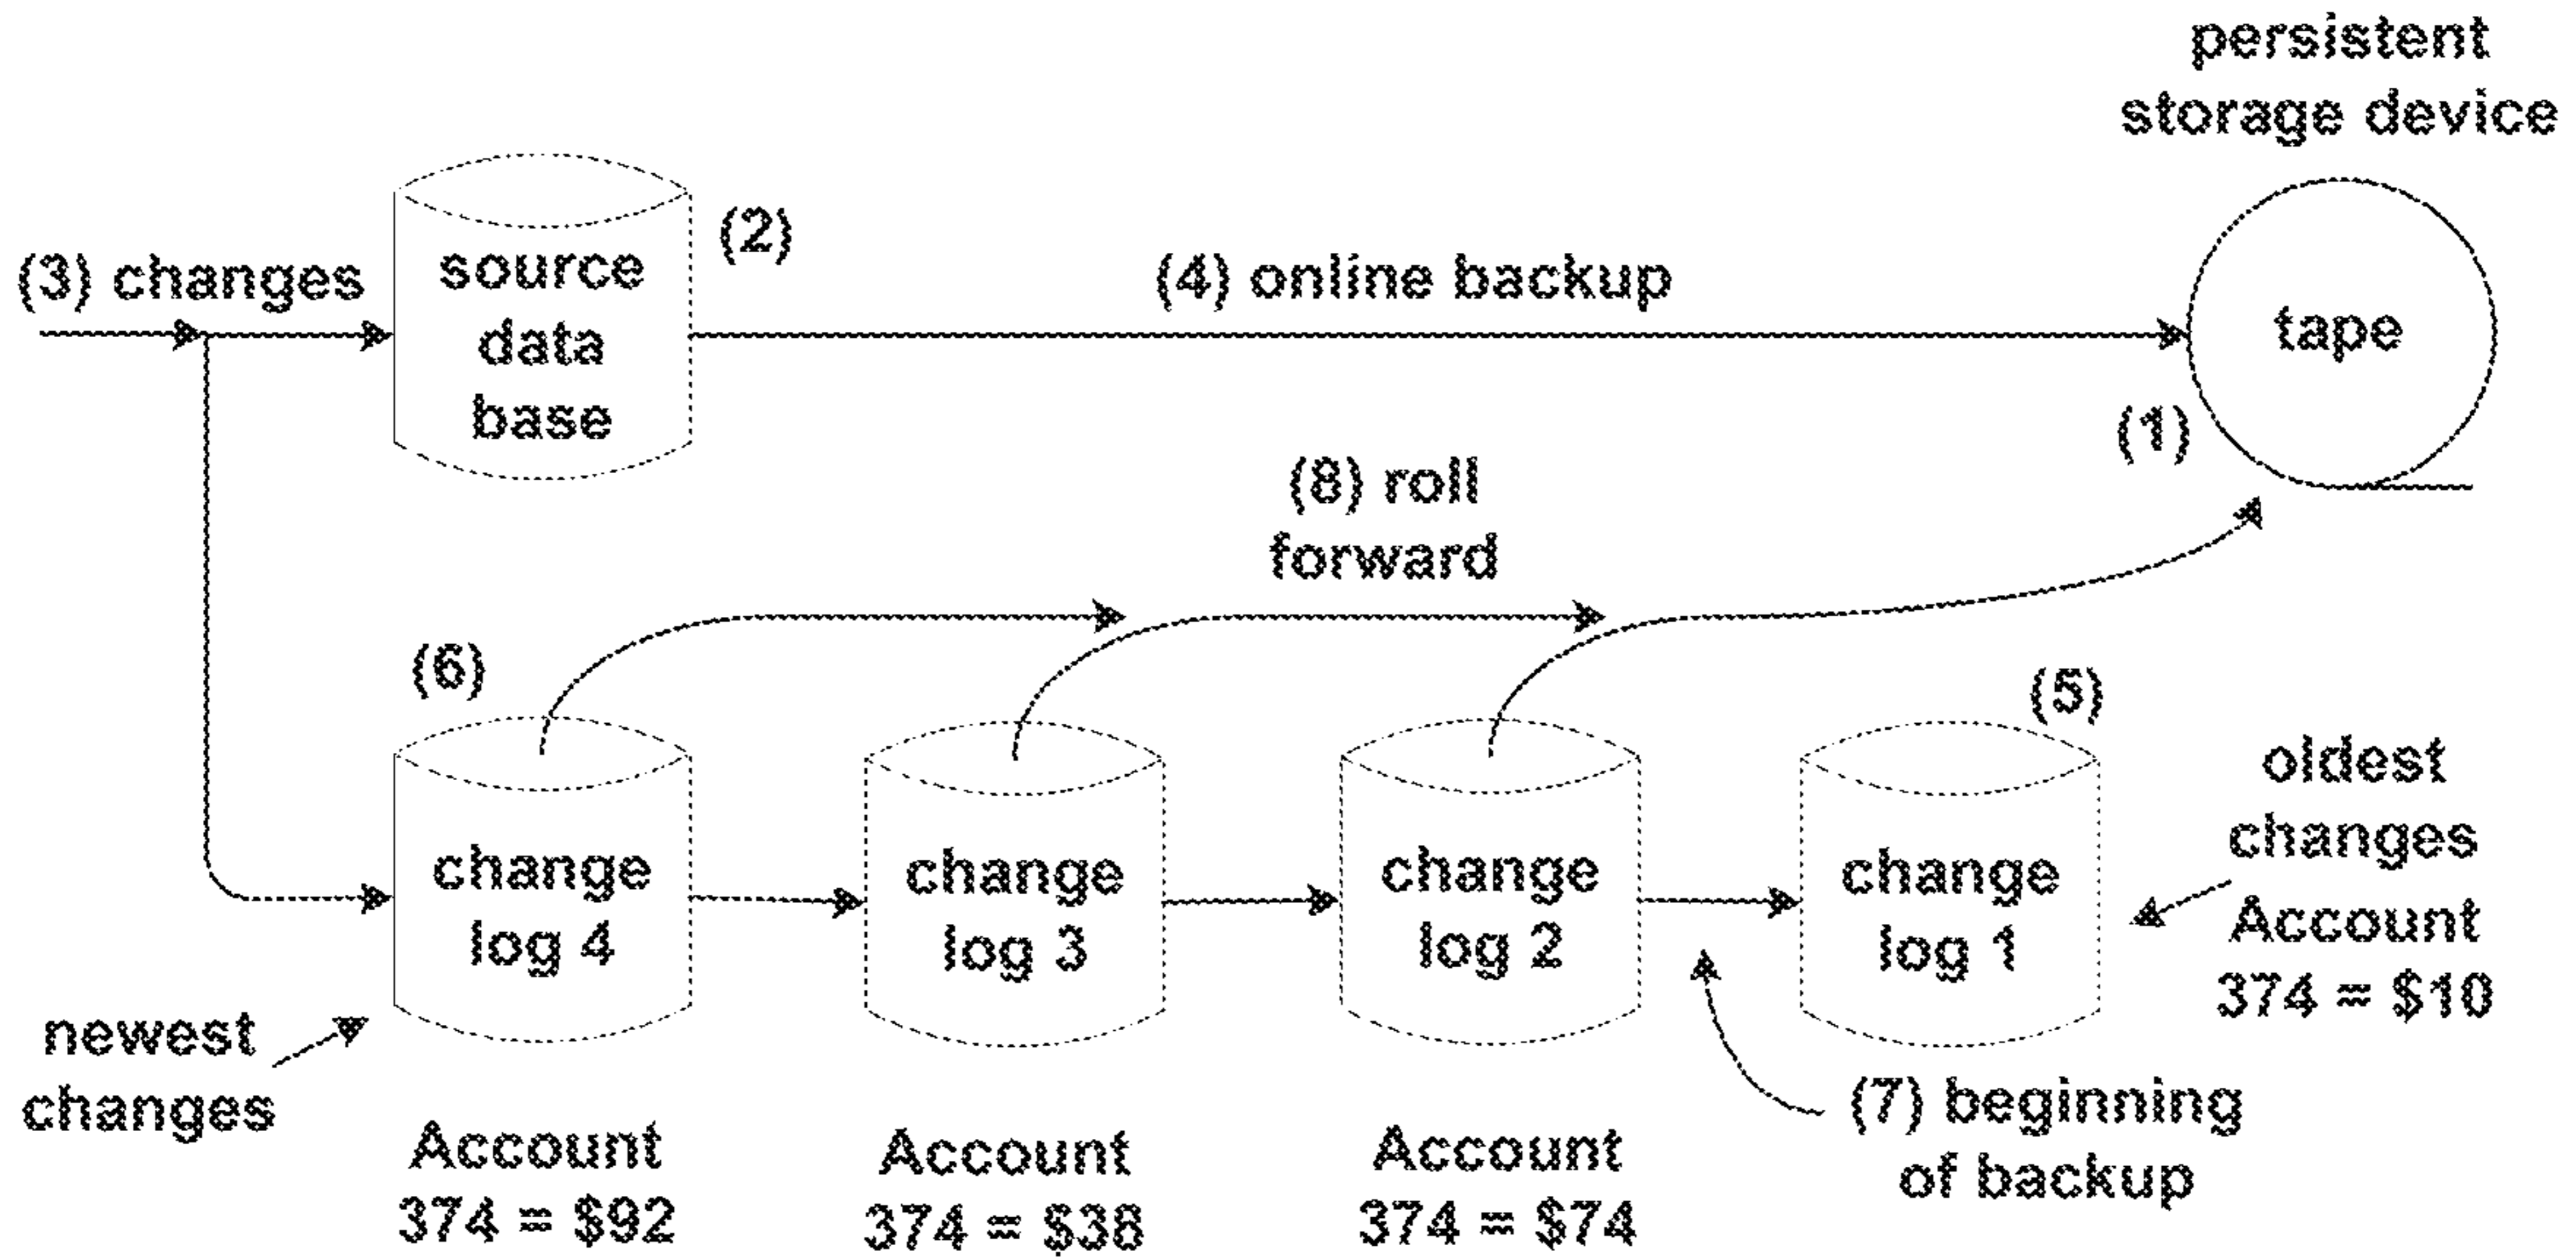 persistent
storage device
(3) changes
source
data
base
(2)
(4) online backup
tape
(1)
(8) roll
forward
(6)
(5)
change
log 4
change
log 3
change
log 2
change
log 1
oldest
changes
Account
374 = $10
newest
changes
Account
374 = $92
Account
374 = $38
Account
374 = $74
(7) beginning
of backup